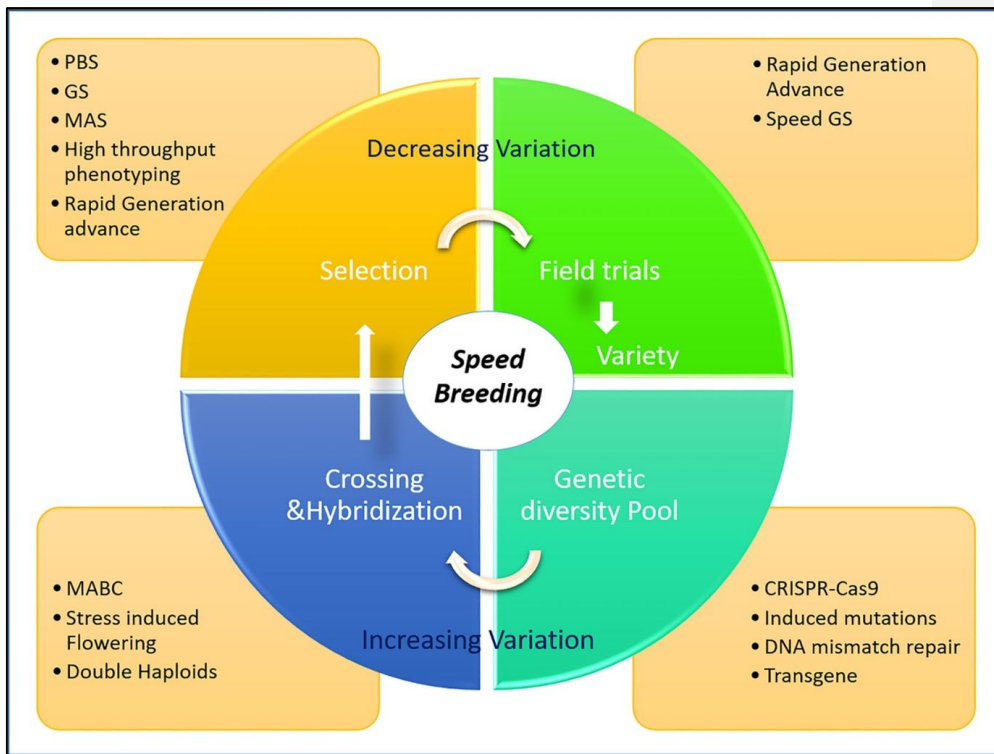 • PBS
• GS
• MAS
• High throughput
phenotyping
• Rapid Generation
advance
• Rapid Generation
Advance
• Speed GS
Decreasing Variation
Selection
Field trials
Variety
Speed
Breeding
Crossing
&Hybridization
Genetic
diversity Pool
Increasing Variation
• MABC
• Stress induced
Flowering
• Double Haploids
• CRISPR-Cas9
• Induced mutations
• DNA mismatch repair
• Transgene